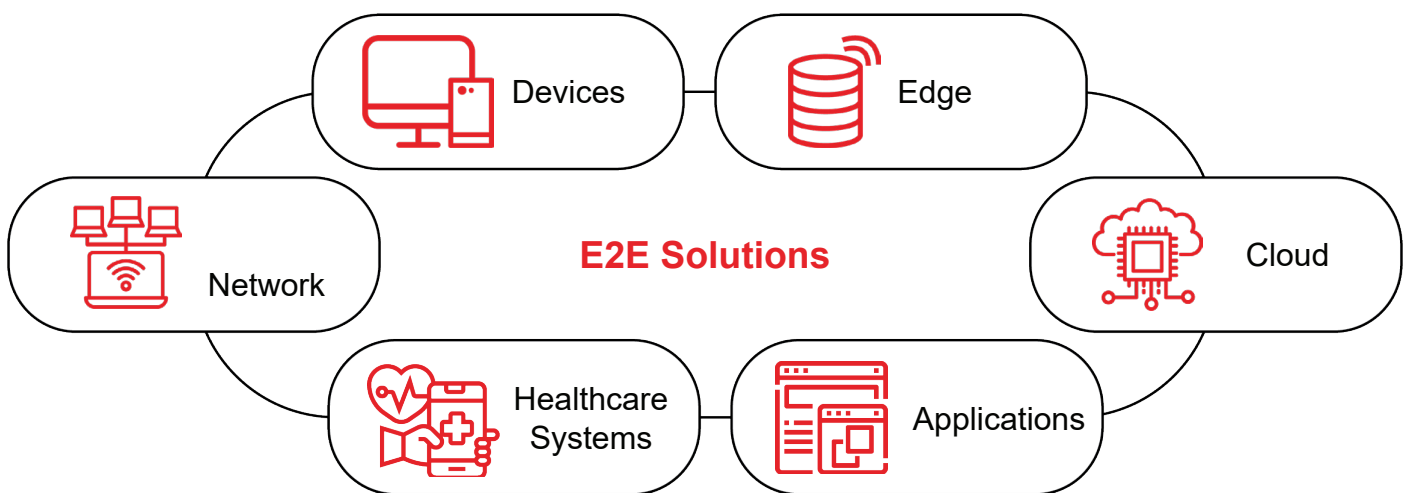 Devices
Edge
E2E Solutions
Cloud
Network
Healthcare
Systems
Applications